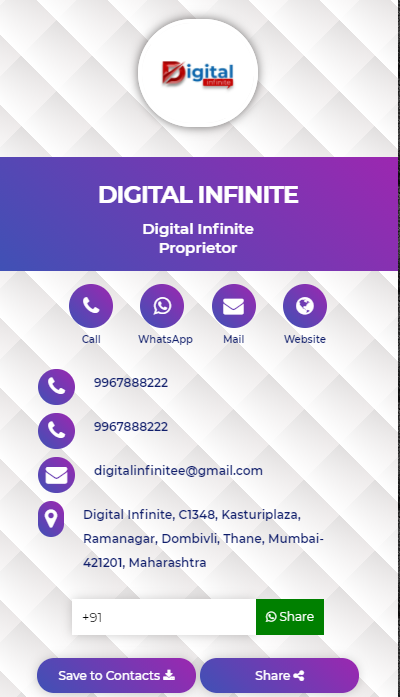 Digital
Infinite
DIGITAL INFINITE
Digital Infinite
Proprietor
Call WhatsApp Mail Website
9967888222
9967888222
digitalinfinitee@gmail.com
Digital Infinite, C1348, Kasturiplaza,
Ramanagar, Dombivli, Thane, Mumbai-
421201, Maharashtra
+91 Share
Save to Contacts Share